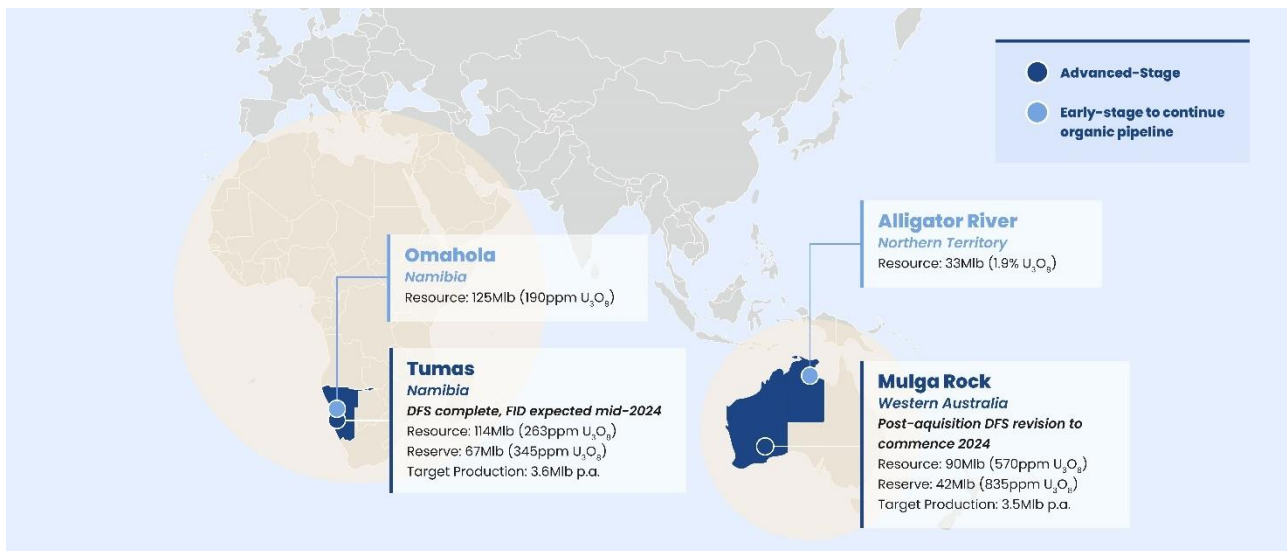 Advanced-Stage
Early-stage to continue
organic pipeline
Alligator River
Northern Territory
Resource: 33Mlb (1.9% U₃O₈)
Omahola
Namibia
Resource: 125Mlb (190ppm U₃O₈)
Tumas
Namibia
DFS complete, FID expected mid-2024
Resource: 114Mlb (263ppm U₃O₈)
Reserve: 67Mlb (345ppm U₃O₈)
Target Production: 3.6Mlb p.a.
Mulga Rock
Western Australia
Post-aquisition DFS revision to
commence 2024
Resource: 90Mlb (570ppm U₃O₈)
Reserve: 42Mlb (835ppm U₃O₈)
Target Production: 3.5Mlb p.a.